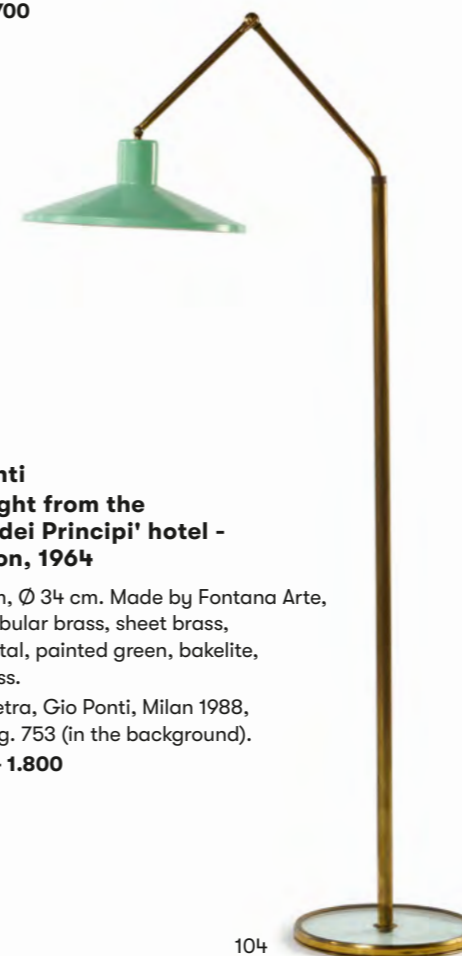 700
nti
ght from the
dei Principi' hotel -
on, 1964
n, Ø 34 cm. Made by Fontana Arte,
bular brass, sheet brass,
tal, painted green, bakelite,
ss.
etra, Gio Ponti, Milan 1988,
g. 753 (in the background).
- 1.800
104